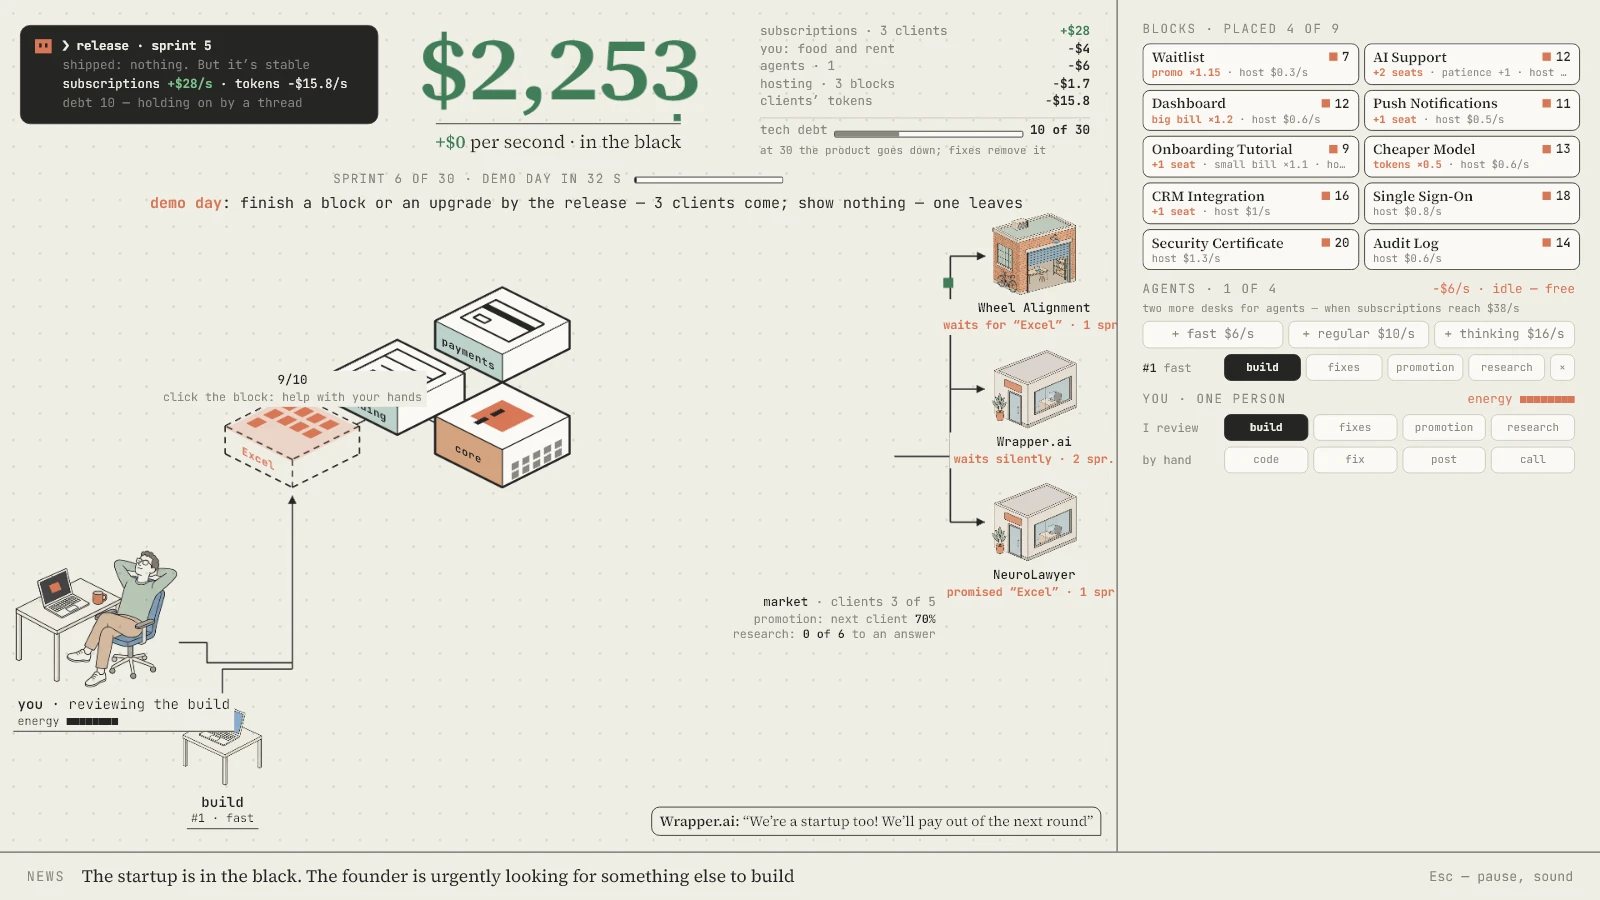 ❯ release · sprint 5
shipped: nothing. But it's stable
subscriptions +$28/s · tokens -$15.8/s
debt 10 — holding on by a thread
$2,253
+$0 per second · in the black
subscriptions · 3 clients +$28
you: food and rent -$4
agents · 1 -$6
hosting · 3 blocks -$1.7
clients' tokens -$15.8
tech debt 10 of 30
at 30 the product goes down; fixes remove it
SPRINT 6 OF 30 · DEMO DAY IN 32 S
demo day: finish a block or an upgrade by the release — 3 clients come; show nothing — one leaves
payments
9/10
click the block: help with your hands
Excel
core
Wheel Alignment
waits for “Excel” · 1 spr
Wrapper.ai
waits silently · 2 spr.
NeuroLawyer
promised “Excel” · 1 spr
market · clients 3 of 5
promotion: next client 70%
research: 0 of 6 to an answer
you · reviewing the build
energy
build
#1 · fast
Wrapper.ai: “We're a startup too! We'll pay out of the next round”
BLOCKS · PLACED 4 OF 9
Waitlist 7
promo ×1.15 · host $0.3/s
AI Support 12
+2 seats · patience +1 · host …
Dashboard 12
big bill ×1.2 · host $0.6/s
Push Notifications 11
+1 seat · host $0.5/s
Onboarding Tutorial 9
+1 seat · small bill ×1.1 · ho…
Cheaper Model 13
tokens ×0.5 · host $0.6/s
CRM Integration 16
+1 seat · host $1/s
Single Sign-On 18
host $0.8/s
Security Certificate 20
host $1.3/s
Audit Log 14
host $0.6/s
AGENTS · 1 OF 4 -$6/s · idle — free
two more desks for agents — when subscriptions reach $38/s
+ fast $6/s + regular $10/s + thinking $16/s
#1 fast build fixes promotion research ×
YOU · ONE PERSON energy
I review build fixes promotion research
by hand code fix post call
NEWS The startup is in the black. The founder is urgently looking for something else to build
Esc — pause, sound